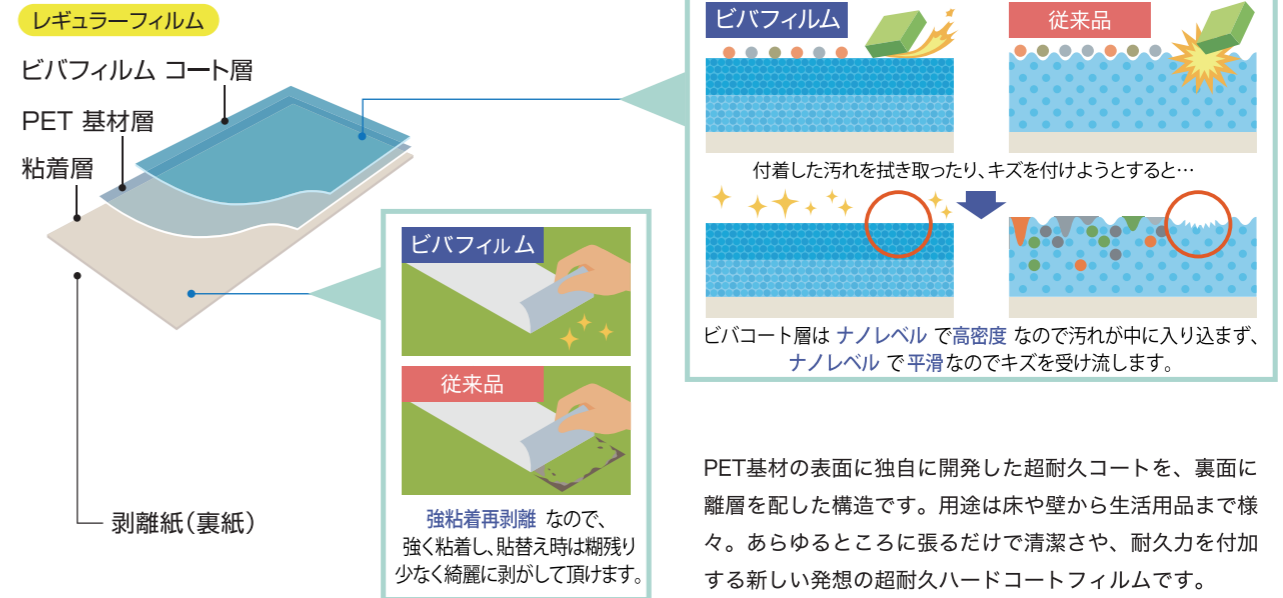 レギュラーフィルム
ビバフィルム コート層
PET 基材層
粘着層
剥離紙（裏紙）
ビバフィルム
従来品
強粘着再剥離 なので、
強く粘着し、貼替え時は糊残り
少なく綺麗に剥がして頂けます。
ビバフィルム
従来品
付着した汚れを拭き取ったり、キズを付けようとすると…
ビバコート層は ナノレベル で高密度 なので汚れが中に入り込まず、
ナノレベル で 平滑なのでキズを受け流します。
PET基材の表面に独自に開発した超耐久コートを、裏面に
離層を配した構造です。用途は床や壁から生活用品まで様
々。あらゆるところに張るだけで清潔さや、耐久力を付加
する新しい発想の超耐久ハードコートフィルムです。